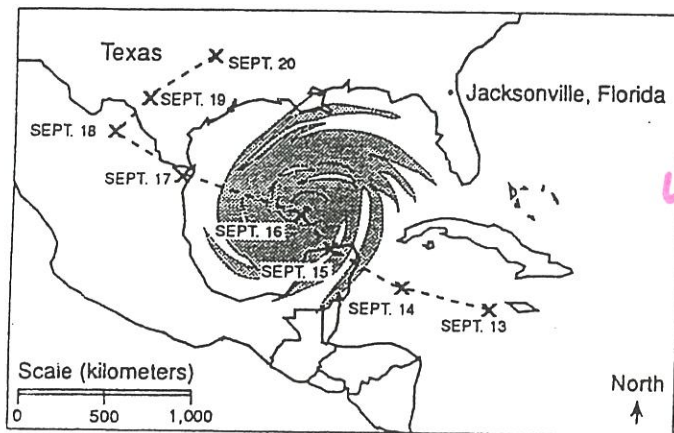 Texas
SEPT. 20
Jacksonville, Florida
SEPT. 19
SEPT. 18
SEPT. 17
SEPT. 16
SEPT. 15
SEPT. 14
SEPT. 13
Scale (kilometers)
0 500 1,000
North